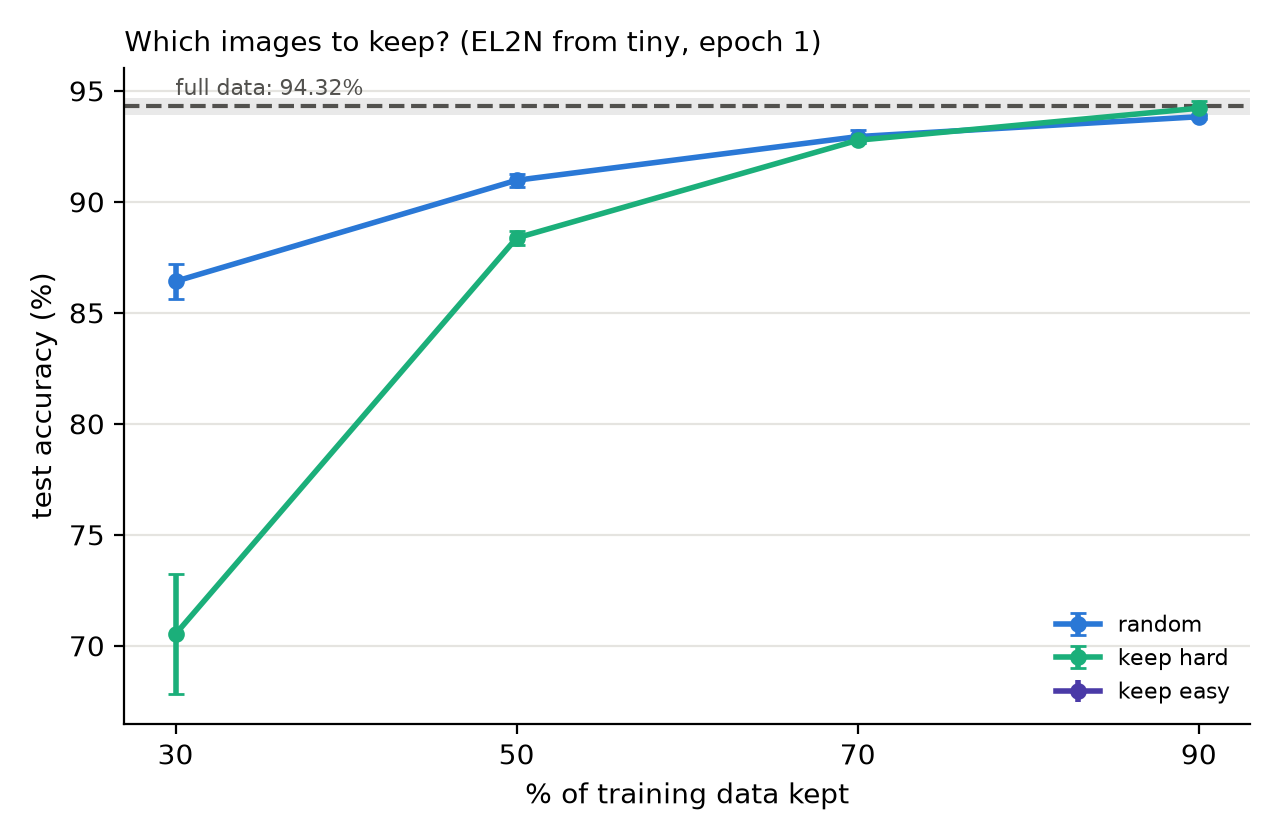 Which images to keep? (EL2N from tiny, epoch 1)
full data: 94.32%
95
90
85
80
75
70
test accuracy (%)
random
keep hard
keep easy
30 50 70 90
% of training data kept